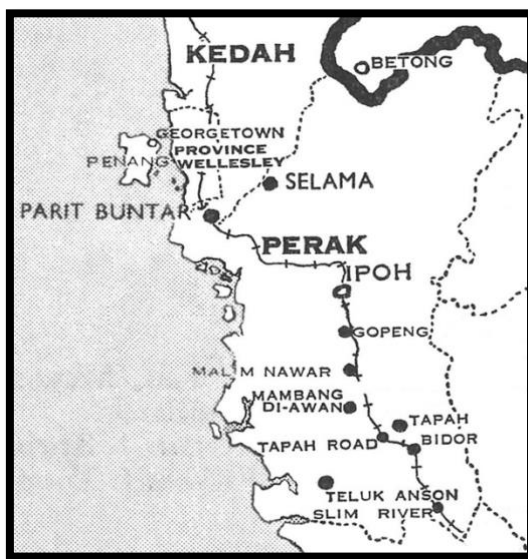 KEDAH
BETONG
GEORGETOWN
PENANG
PROVINCE
WELLESLEY
SELAMA
PARIT BUNTAR
PERAK
IPOH
GOPENG
MALIM NAWAR
MAMBANG
DI-AWAN
TAPAH
TAPAH ROAD
BIDOR
TELUK ANSON
SLIM RIVER